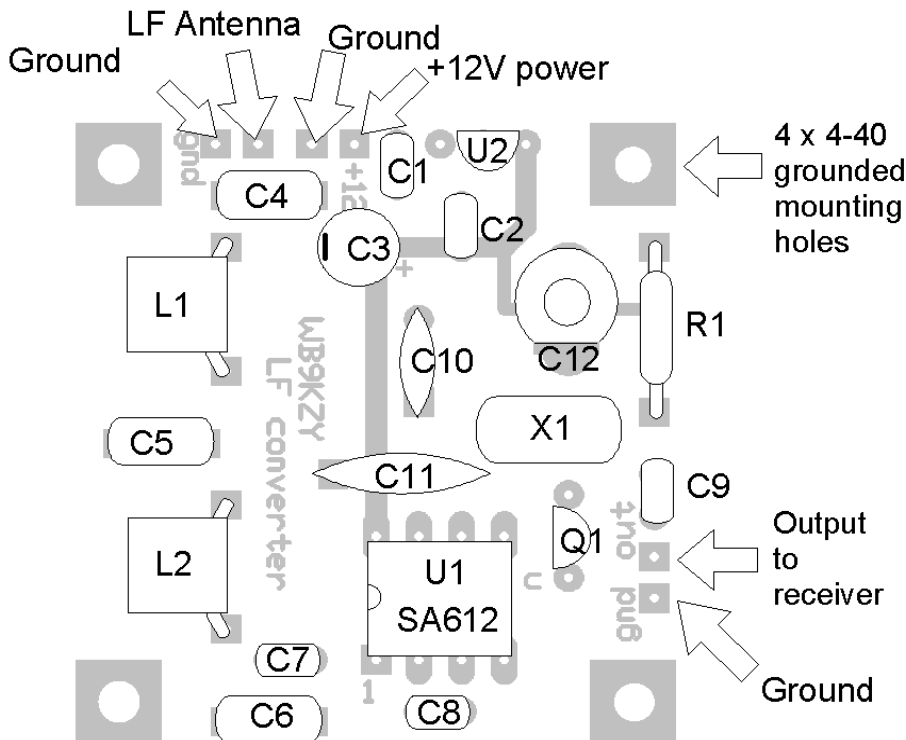 LF Antenna
Ground
Ground
+12V power
4 x 4-40
grounded
mounting
holes
gnd
+12
C1
U2
C4
C2
C3
+
L1
R1
C10
C12
WB9KZY
LF converter
X1
C5
C11
C9
out
Q1
Output
to
receiver
L2
U1
SA612
n
gnd
C7
1
Ground
C6
C8